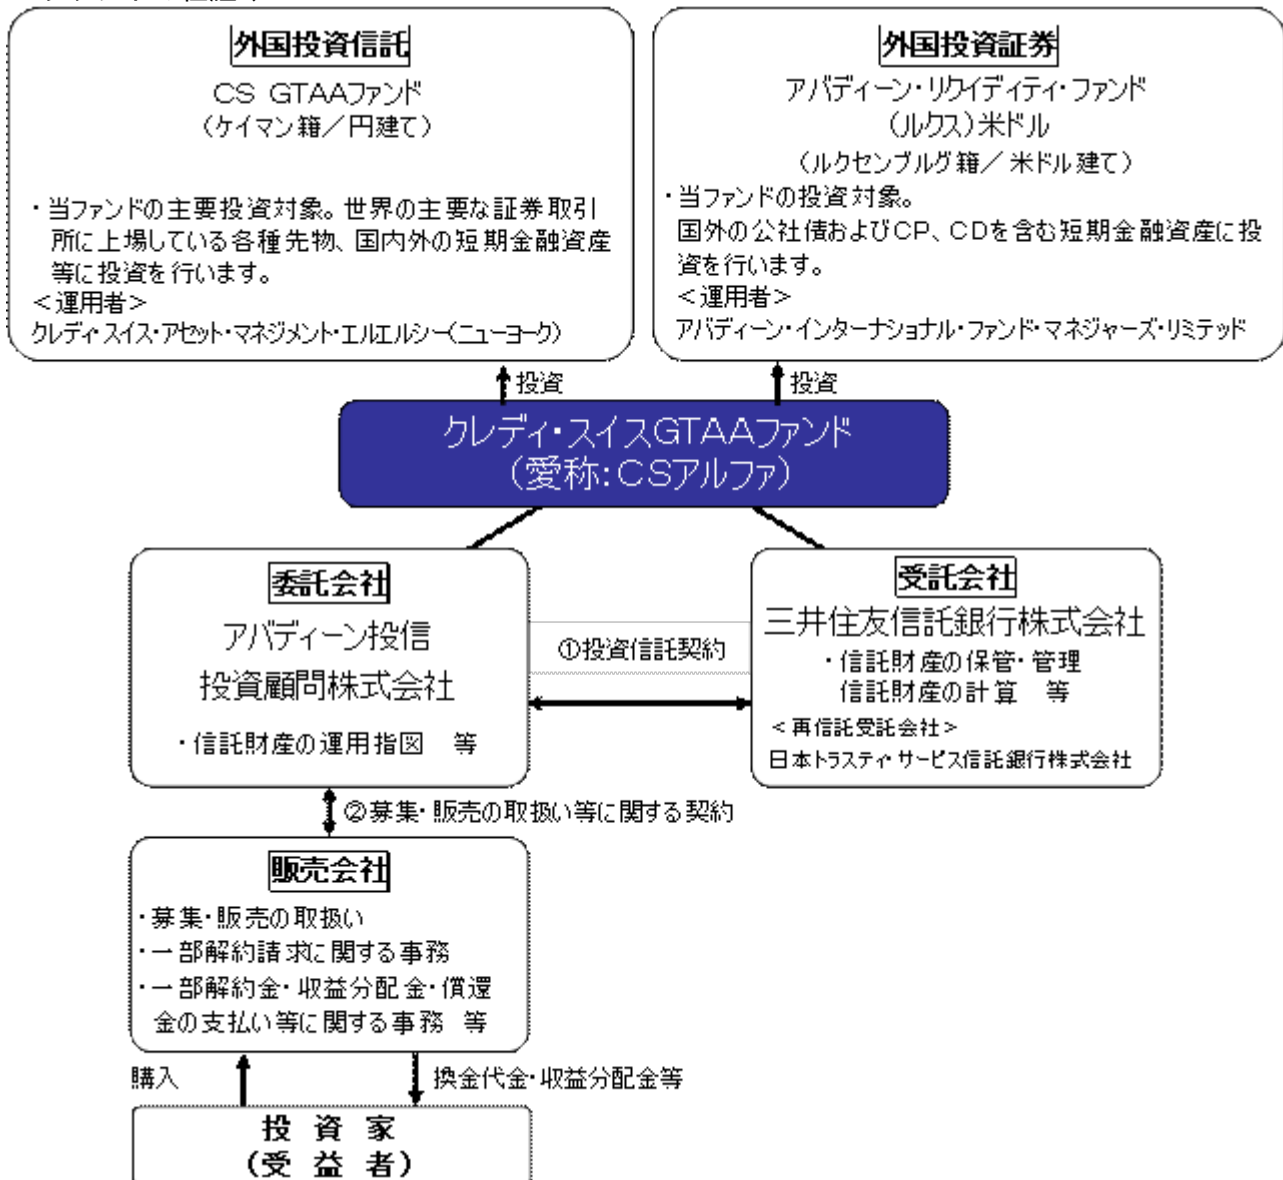 外国投資信託
CS GTAAファンド
(ケイマン籍/円建て)
・当ファンドの主要投資対象。世界の主要な証券取引
所に上場している各種先物、国内外の短期金融資産
等に投資を行います。
<運用者>
クレディ・スイス・アセット・マネジメント・エルエルシー(ニューヨーク)
外国投資証券
アバディーン・リクイディティ・ファンド
(ルクス)米ドル
(ルクセンブルグ籍/米ドル建て)
・当ファンドの投資対象。
国外の公社債およびCP、CDを含む短期金融資産に投
資を行います。
<運用者>
アバディーン・インターナショナル・ファンド・マネジャーズ・リミテッド
投資
投資
クレディ・スイスGTAAファンド
(愛称:CSアルファ)
委託会社
アバディーン投信
投資顧問株式会社
・信託財産の運用指図 等
①投資信託契約
受託会社
三井住友信託銀行株式会社
・信託財産の保管・管理
信託財産の計算 等
<再信託受託会社>
日本トラスティ・サービス信託銀行株式会社
②募集・販売の取扱い等に関する契約
販売会社
・募集・販売の取扱い
・一部解約請求に関する事務
・一部解約金・収益分配金・償還
金の支払い等に関する事務 等
購入
換金代金・収益分配金等
投 資 家
(受 益 者)